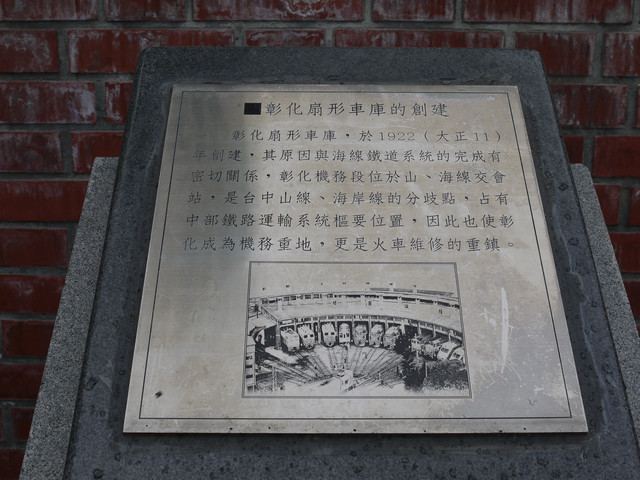 ■彰化扇形車庫的創建
彰化扇形車庫，於1922（大正11）
年創建，其原因與海線鐵道系統的完成有
密切關係，彰化機務段位於山、海線交會
站，是台中山線、海岸線的分歧點，占有
中部鐵路運輸系統樞要位置，因此也使彰
化成為機務重地，更是火車維修的重鎮。